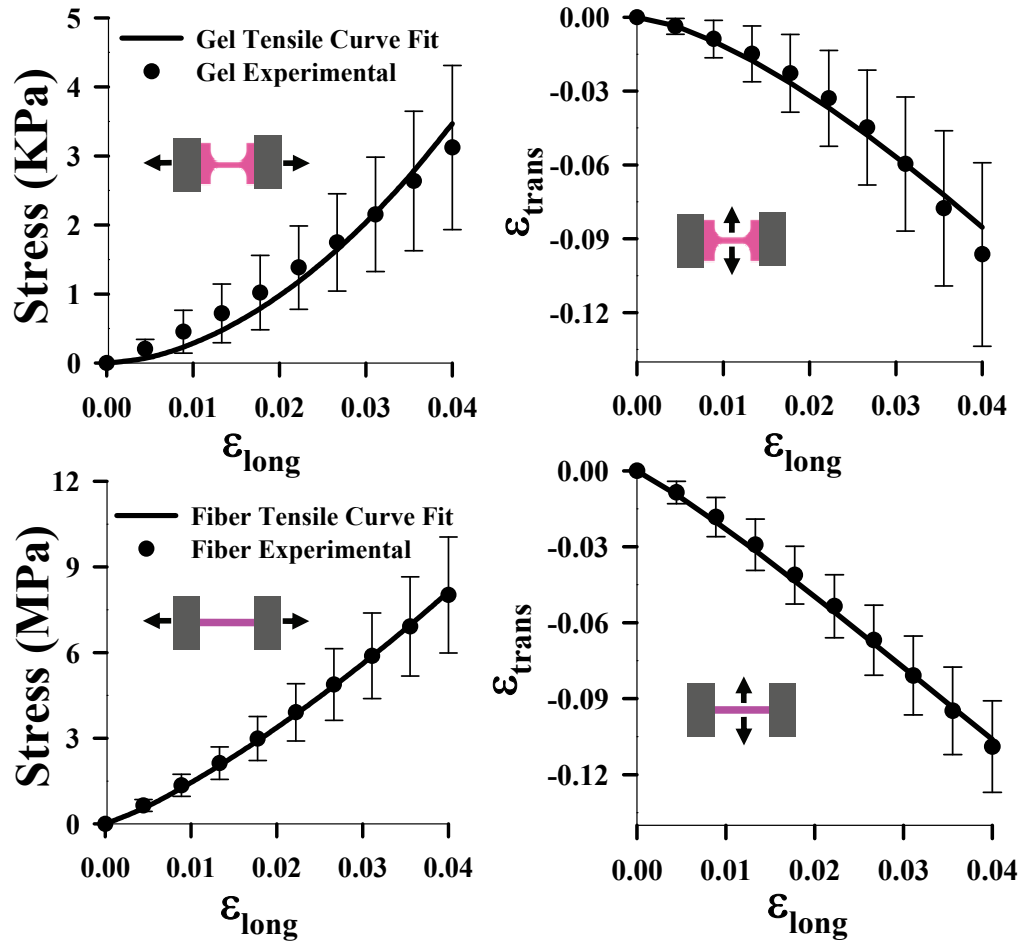 5
4
3
2
1
0
Stress (KPa)
Gel Tensile Curve Fit
Gel Experimental
0.00 0.01 0.02 0.03 0.04
εlong
0.00
-0.03
-0.06
-0.09
-0.12
εtrans
0.00 0.01 0.02 0.03 0.04
εlong
12
9
6
3
0
Stress (MPa)
Fiber Tensile Curve Fit
Fiber Experimental
0.00 0.01 0.02 0.03 0.04
εlong
0.00
-0.03
-0.06
-0.09
-0.12
εtrans
0.00 0.01 0.02 0.03 0.04
εlong